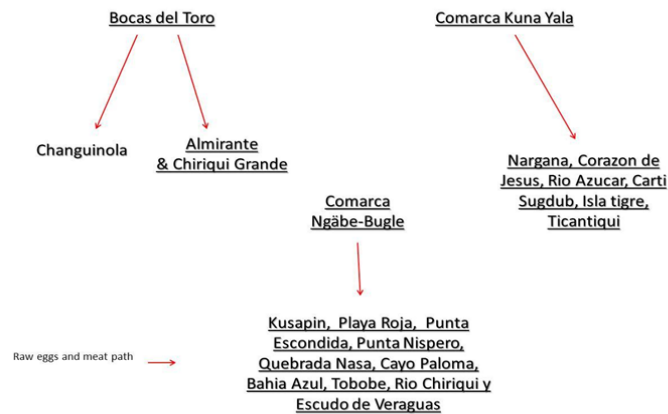 Bocas del Toro
Comarca Kuna Yala
Changuinola
Almirante
& Chiriqui Grande
Nargana, Corazon de
Jesus, Rio Azucar, Carti
Sugdub, Isla tigre,
Ticantiqui
Comarca
Ngäbe-Bugle
Kusapin, Playa Roja, Punta
Escondida, Punta Nispero,
Quebrada Nasa, Cayo Paloma,
Bahia Azul, Tobobe, Rio Chiriqui y
Escudo de Veraguas
Raw eggs and meat path